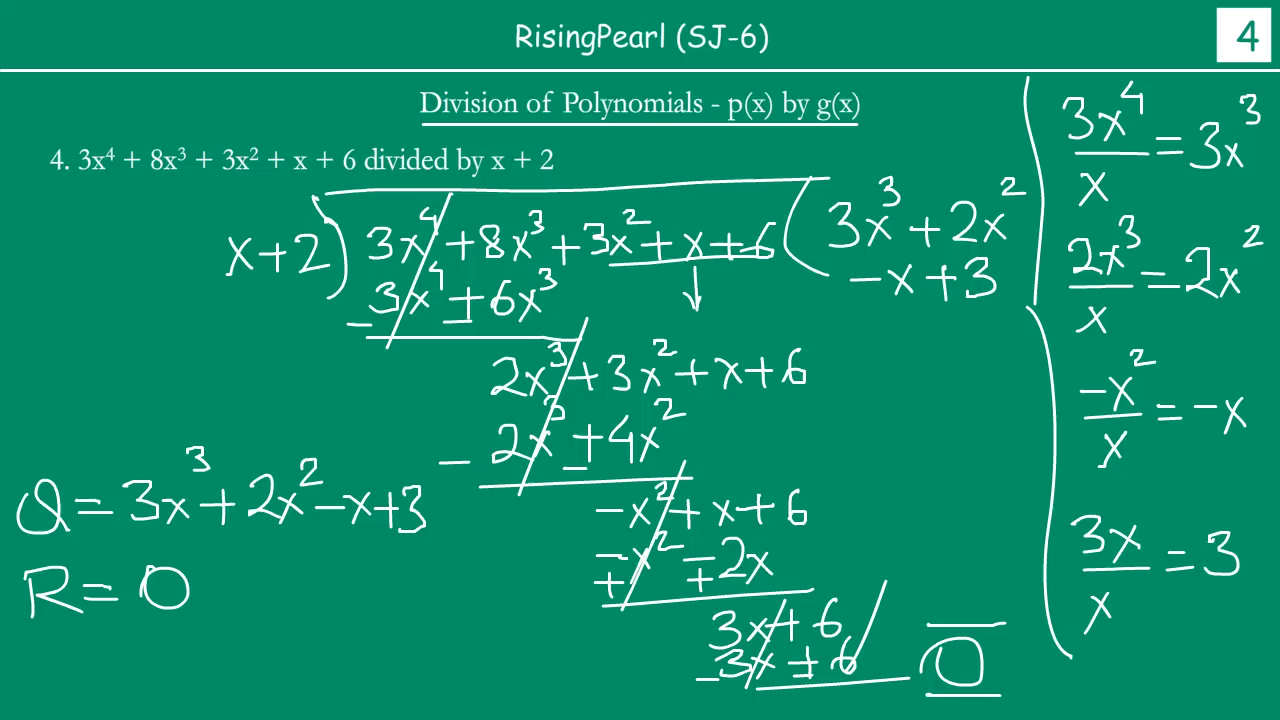 RisingPearl (SJ-6)
4
Division of Polynomials - p(x) by g(x)
4. 3x⁴ + 8x³ + 3x² + x + 6 divided by x + 2
x+2) 3x⁴ + 8x³ + 3x² + x + 6 ( 3x³ + 2x²
- x + 3
3x⁴ + 6x³
- -
2x³ + 3x² + x + 6
2x³ + 4x²
- -
-x² + x + 6
-x² - 2x
+ +
3x + 6
3x + 6
- -
0
Q = 3x³ + 2x² - x + 3
R = 0
3x⁴/x = 3x³
2x³/x = 2x²
-x²/x = -x
3x/x = 3